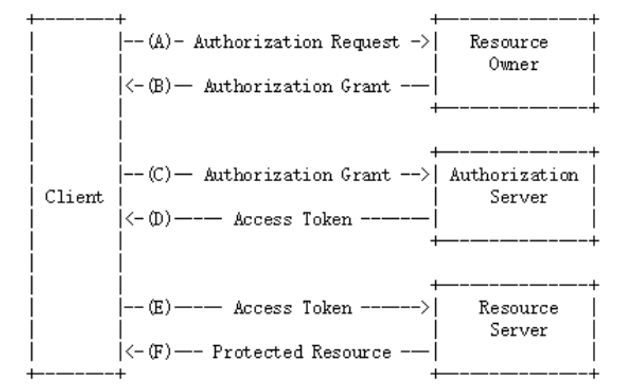 (A) Authorization Request
Resource
Owner
(B) Authorization Grant
(C) Authorization Grant
Authorization
Server
Client
(D) Access Token
(E) Access Token
Resource
Server
(F) Protected Resource